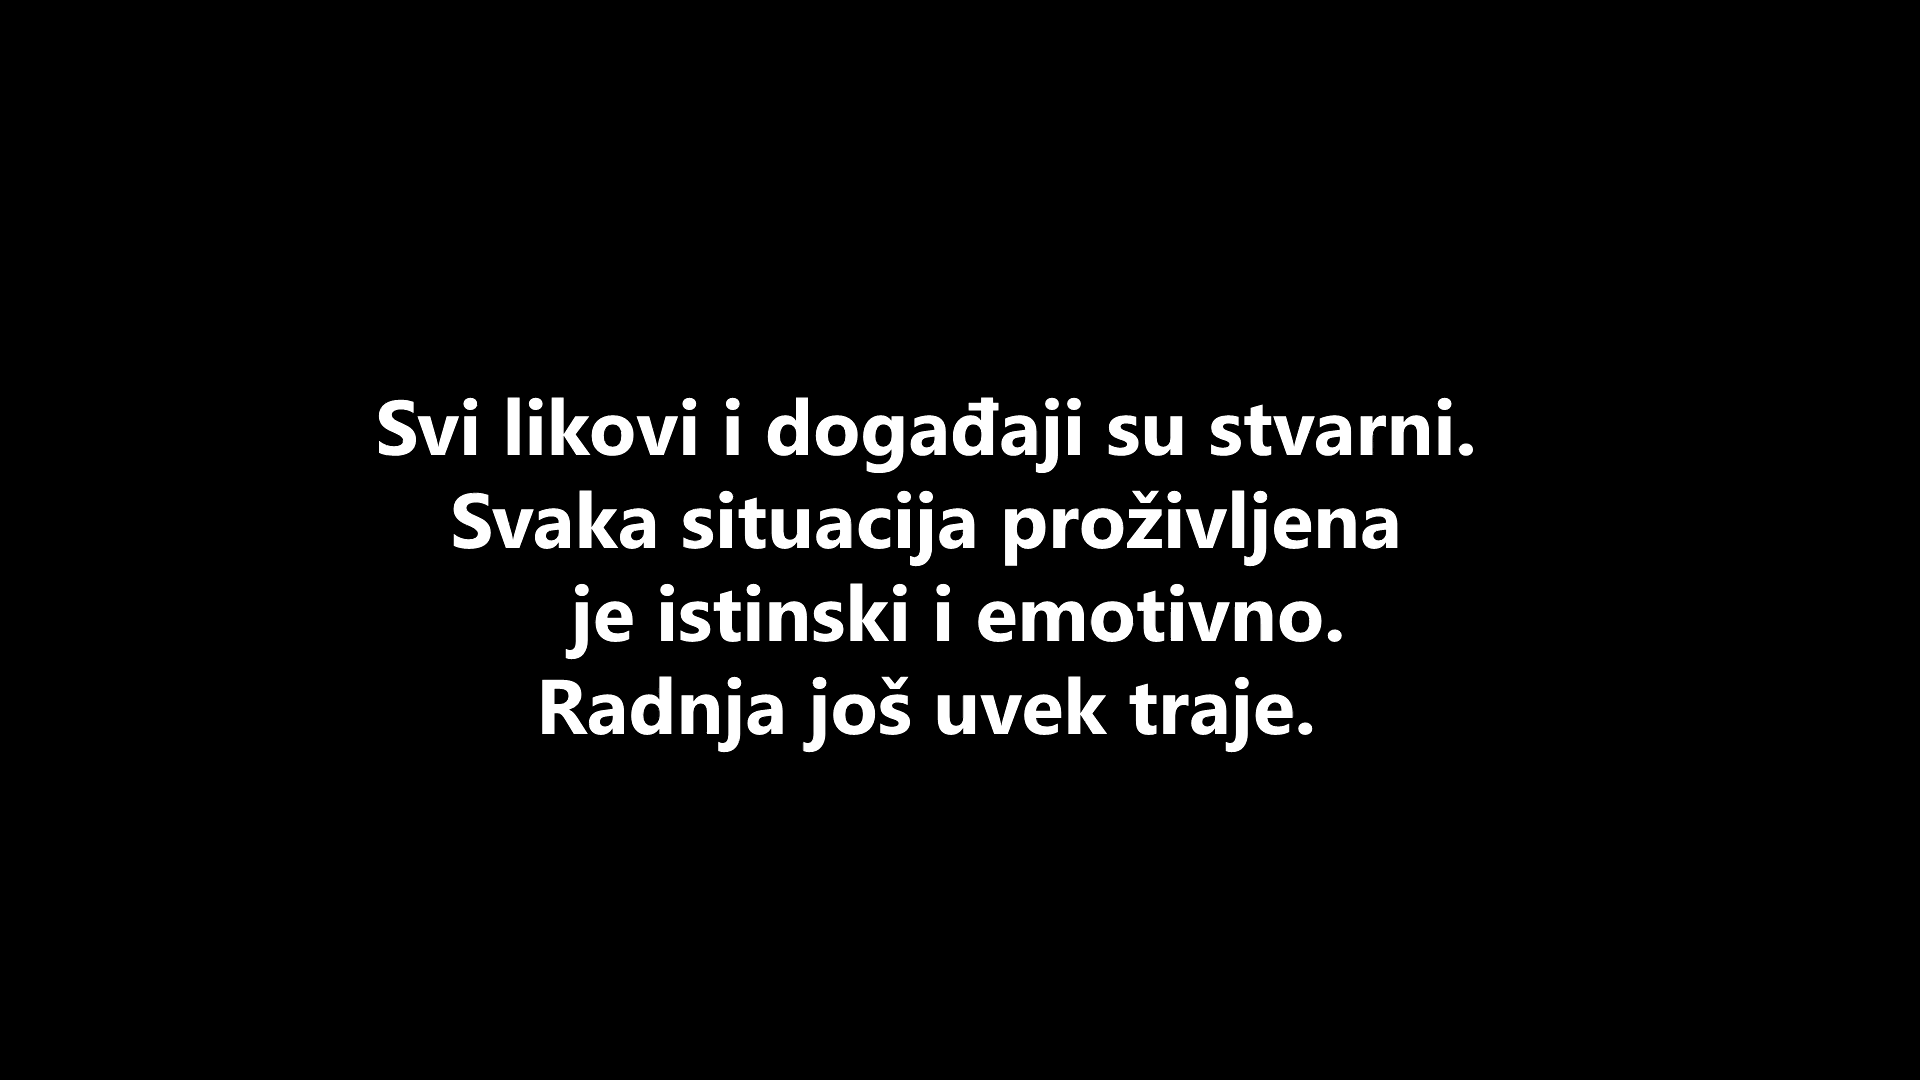 Svi likovi i događaji su stvarni.
Svaka situacija proživljena
je istinski i emotivno.
Radnja još uvek traje.